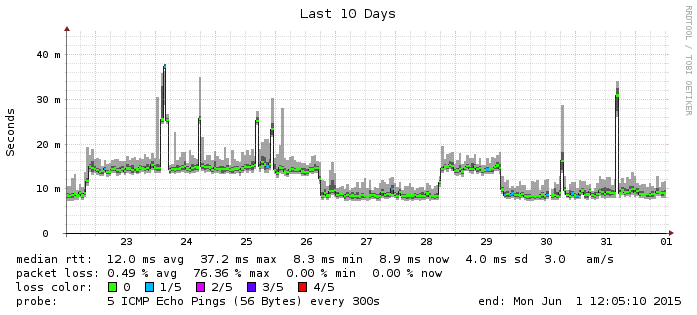 Last 10 Days
RRDTOOL / TOBI OETIKER
Seconds
40 m
30 m
20 m
10 m
0
23 24 25 26 27 28 29 30 31 01
median rtt: 12.0 ms avg 37.2 ms max 8.3 ms min 8.9 ms now 4.0 ms sd 3.0 am/s
packet loss: 0.49 % avg 76.36 % max 0.00 % min 0.00 % now
loss color: 0 1/5 2/5 3/5 4/5
probe: 5 ICMP Echo Pings (56 Bytes) every 300s end: Mon Jun 1 12:05:10 2015